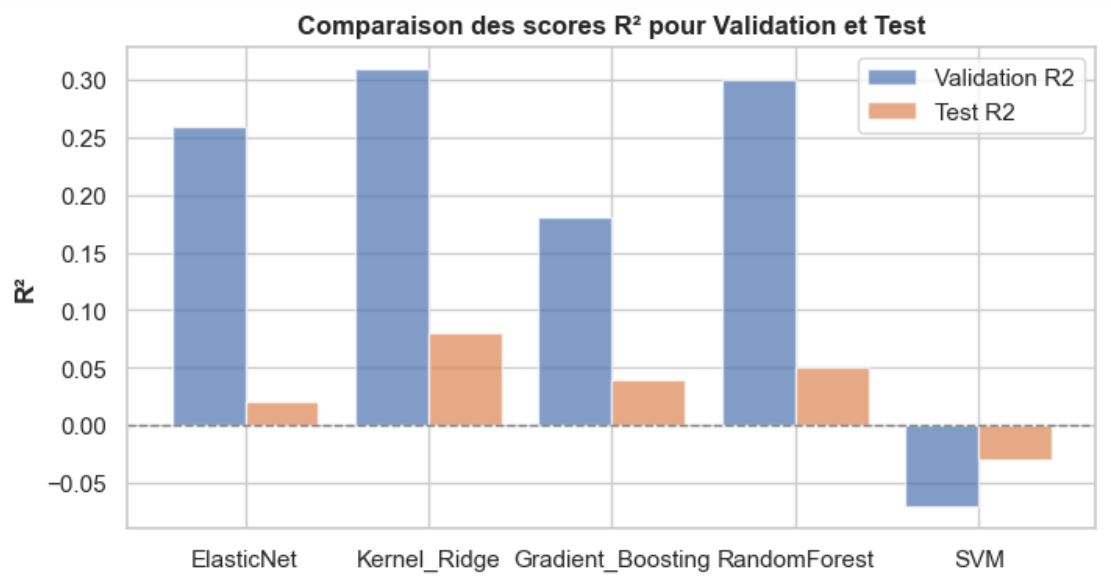 Comparaison des scores R² pour Validation et Test
Validation R2
Test R2
R²
0.30
0.25
0.20
0.15
0.10
0.05
0.00
−0.05
ElasticNet
Kernel_Ridge
Gradient_Boosting
RandomForest
SVM